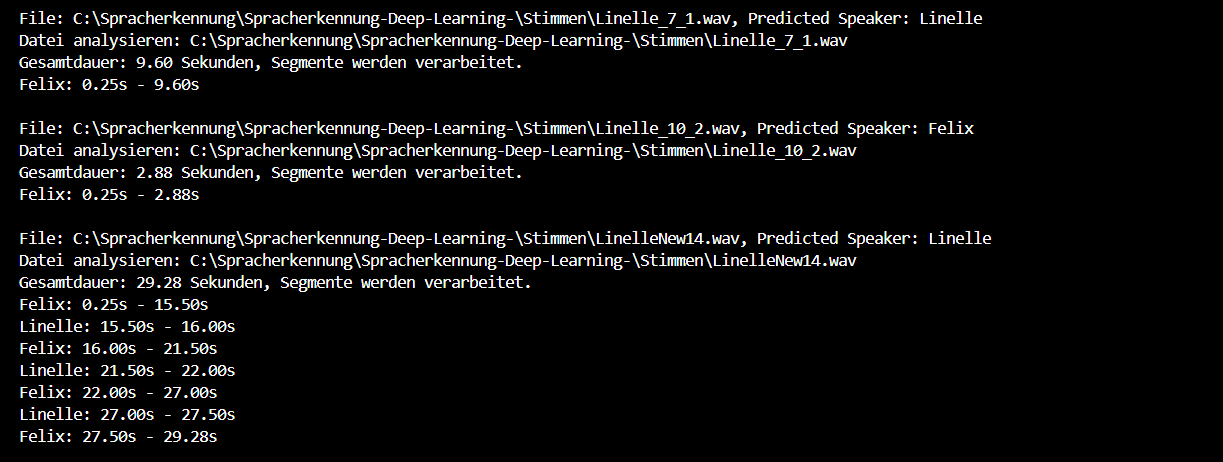 File: C:\Spracherkennung\Spracherkennung-Deep-Learning-\Stimmen\Linelle_7_1.wav, Predicted Speaker: Linelle
Datei analysieren: C:\Spracherkennung\Spracherkennung-Deep-Learning-\Stimmen\Linelle_7_1.wav
Gesamtdauer: 9.60 Sekunden, Segmente werden verarbeitet.
Felix: 0.25s - 9.60s
File: C:\Spracherkennung\Spracherkennung-Deep-Learning-\Stimmen\Linelle_10_2.wav, Predicted Speaker: Felix
Datei analysieren: C:\Spracherkennung\Spracherkennung-Deep-Learning-\Stimmen\Linelle_10_2.wav
Gesamtdauer: 2.88 Sekunden, Segmente werden verarbeitet.
Felix: 0.25s - 2.88s
File: C:\Spracherkennung\Spracherkennung-Deep-Learning-\Stimmen\LinelleNew14.wav, Predicted Speaker: Linelle
Datei analysieren: C:\Spracherkennung\Spracherkennung-Deep-Learning-\Stimmen\LinelleNew14.wav
Gesamtdauer: 29.28 Sekunden, Segmente werden verarbeitet.
Felix: 0.25s - 15.50s
Linelle: 15.50s - 16.00s
Felix: 16.00s - 21.50s
Linelle: 21.50s - 22.00s
Felix: 22.00s - 27.00s
Linelle: 27.00s - 27.50s
Felix: 27.50s - 29.28s